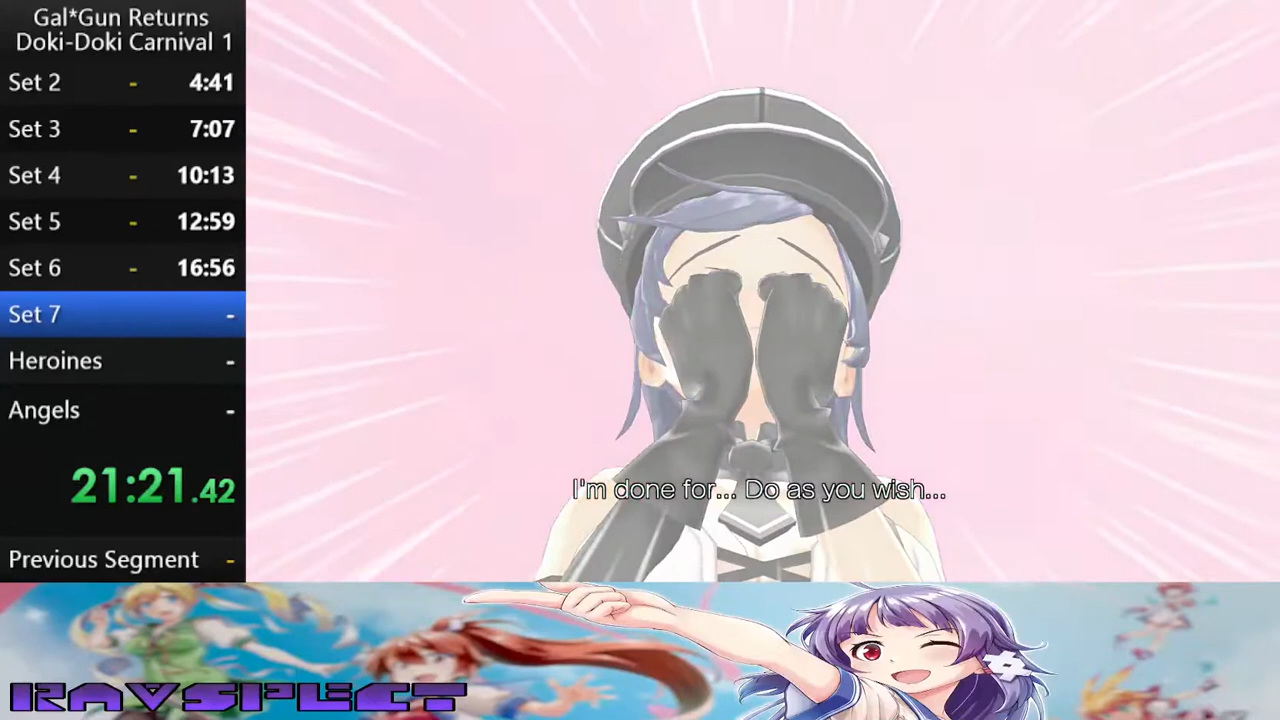 Gal*Gun Returns
Doki-Doki Carnival 1
Set 2 - 4:41
Set 3 - 7:07
Set 4 - 10:13
Set 5 - 12:59
Set 6 - 16:56
Set 7 -
Heroines -
Angels -
21:21.42
Previous Segment -
I'm done for... Do as you wish...
RAVSPLECT